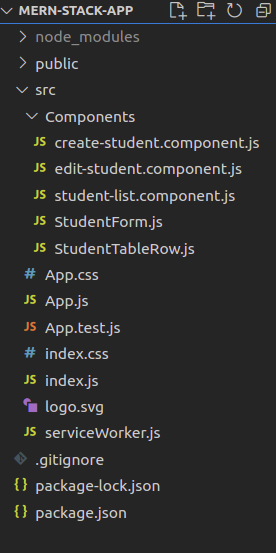 MERN-STACK-APP
node_modules
public
src
Components
JS create-student.component.js
JS edit-student.component.js
JS student-list.component.js
JS StudentForm.js
JS StudentTableRow.js
# App.css
JS App.js
JS App.test.js
# index.css
JS index.js
logo.svg
JS serviceWorker.js
.gitignore
{} package-lock.json
{} package.json